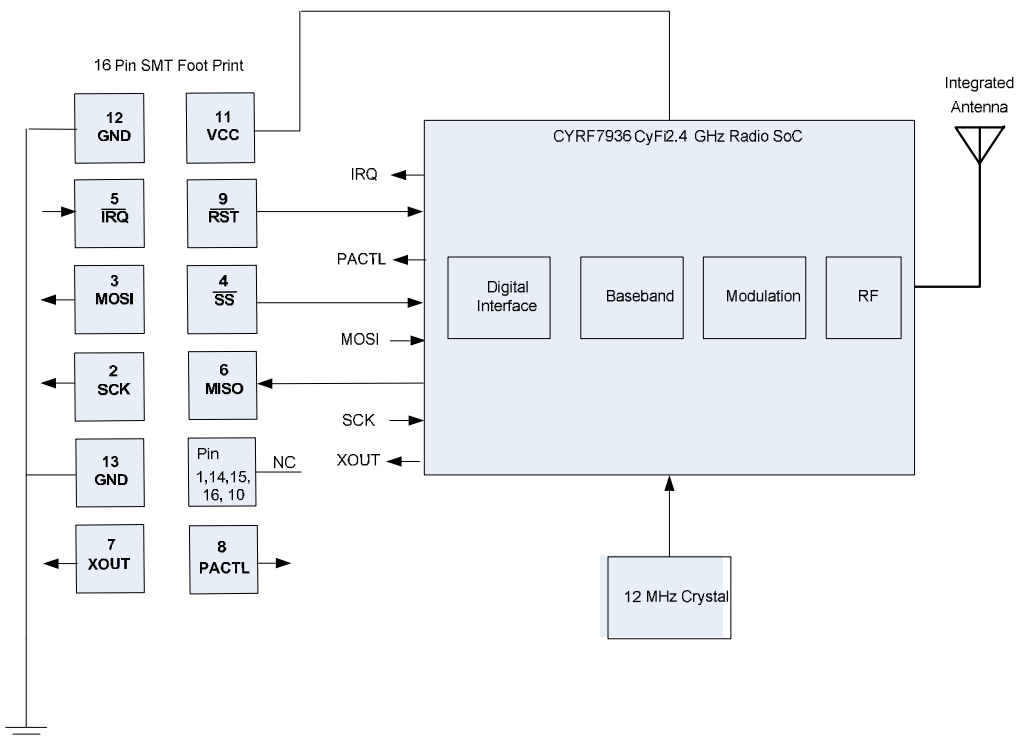 16 Pin SMT Foot Print
12
GND
11
VCC
5
IRQ
9
RST
3
MOSI
4
SS
2
SCK
6
MISO
13
GND
Pin
1,14,15,
16, 10
NC
7
XOUT
8
PACTL
IRQ
PACTL
MOSI
SCK
XOUT
CYRF7936 CyFi2.4 GHz Radio SoC
Digital
Interface
Baseband
Modulation
RF
Integrated
Antenna
12 MHz Crystal